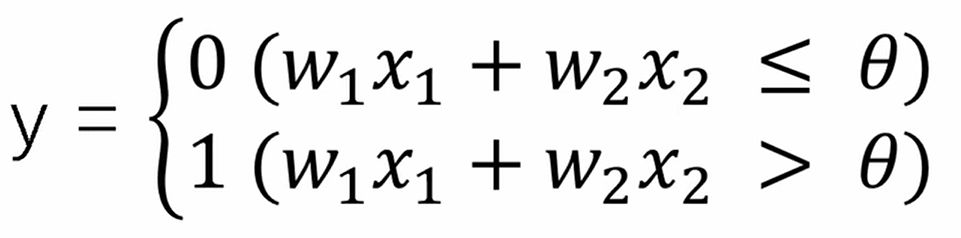 y = { 0 (w₁x₁ + w₂x₂ ≤ θ)
1 (w₁x₁ + w₂x₂ > θ)